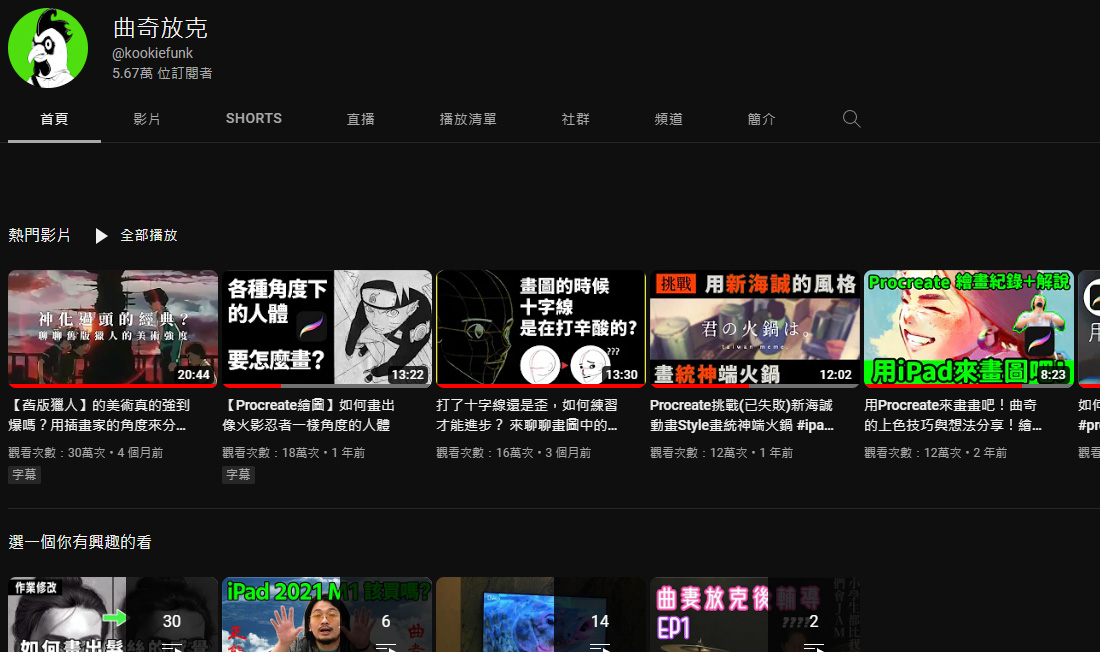 曲奇放克
@kookiefunk
5.67萬 位訂閱者
首頁 影片 SHORTS 直播 播放清單 社群 頻道 簡介
熱門影片 全部播放
神化過頭的經典?
聊聊舊版獵人的美術強度
20:44
各種角度下
的人體
要怎麼畫?
13:22
畫圖的時候
十字線
是在打辛酸的?
???
13:30
挑戰 用新海誠的風格
君の火鍋は。
taiwan meme.
畫統神端火鍋
12:02
Procreate 繪畫紀錄+解說
用iPad來畫圖吧!
8:23
用
【舊版獵人】的美術真的強到
爆嗎？用插畫家的角度來分...
觀看次數：30萬次 • 4 個月前
字幕
【Procreate繪圖】如何畫出
像火影忍者一樣角度的人體
觀看次數：18萬次 • 1 年前
字幕
打了十字線還是歪，如何練習
才能進步？ 來聊聊畫圖中的...
觀看次數：16萬次 • 3 個月前
Procreate挑戰(已失敗)新海誠
動畫Style畫統神端火鍋 #ipa...
觀看次數：12萬次 • 1 年前
用Procreate來畫畫吧！曲奇
的上色技巧與想法分享！繪...
觀看次數：12萬次 • 2 年前
如何
#pr
觀看
選一個你有興趣的看
作業修改
如何畫出髮絲的感覺
30
iPad 2021 M1 該買嗎?
6
14
曲妻放克後輔導
EP1
????
2